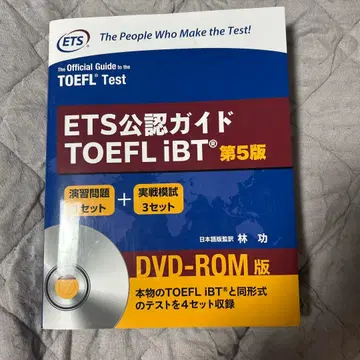 ETS
The People Who Make the Test!
The Official Guide to the
TOEFL® Test
ETS公認ガイド
TOEFL iBT® 第5版
演習問題
セット
+
実戦模試
3セット
日本語版監訳 林 功
DVD-ROM版
本物のTOEFL iBT®と同形式
のテストを4セット収録